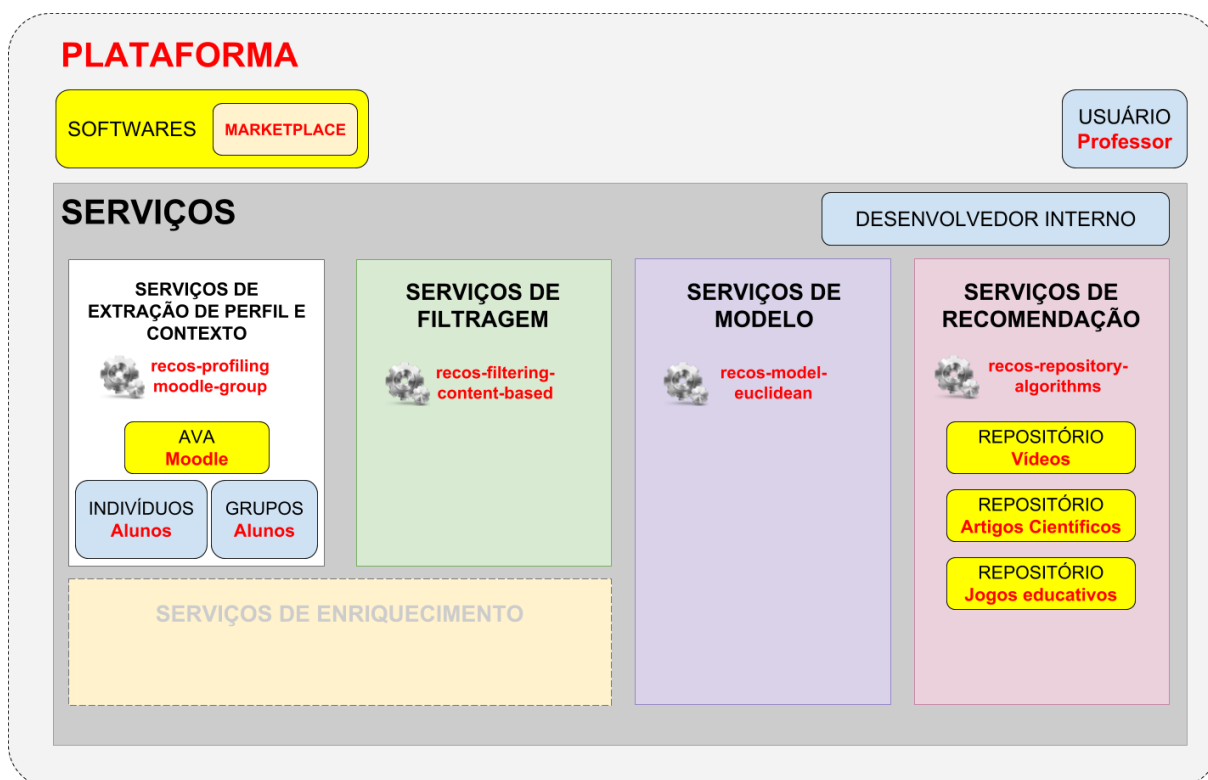 PLATAFORMA
SOFTWARES
MARKETPLACE
USUÁRIO
Professor
SERVIÇOS
DESENVOLVEDOR INTERNO
SERVIÇOS DE
EXTRAÇÃO DE PERFIL E
CONTEXTO
recos-profiling
moodle-group
AVA
Moodle
INDIVÍDUOS
Alunos
GRUPOS
Alunos
SERVIÇOS DE
FILTRAGEM
recos-filtering-
content-based
SERVIÇOS DE
MODELO
recos-model-
euclidean
SERVIÇOS DE
RECOMENDAÇÃO
recos-repository-
algorithms
REPOSITÓRIO
Vídeos
REPOSITÓRIO
Artigos Científicos
REPOSITÓRIO
Jogos educativos
SERVIÇOS DE ENRIQUECIMENTO